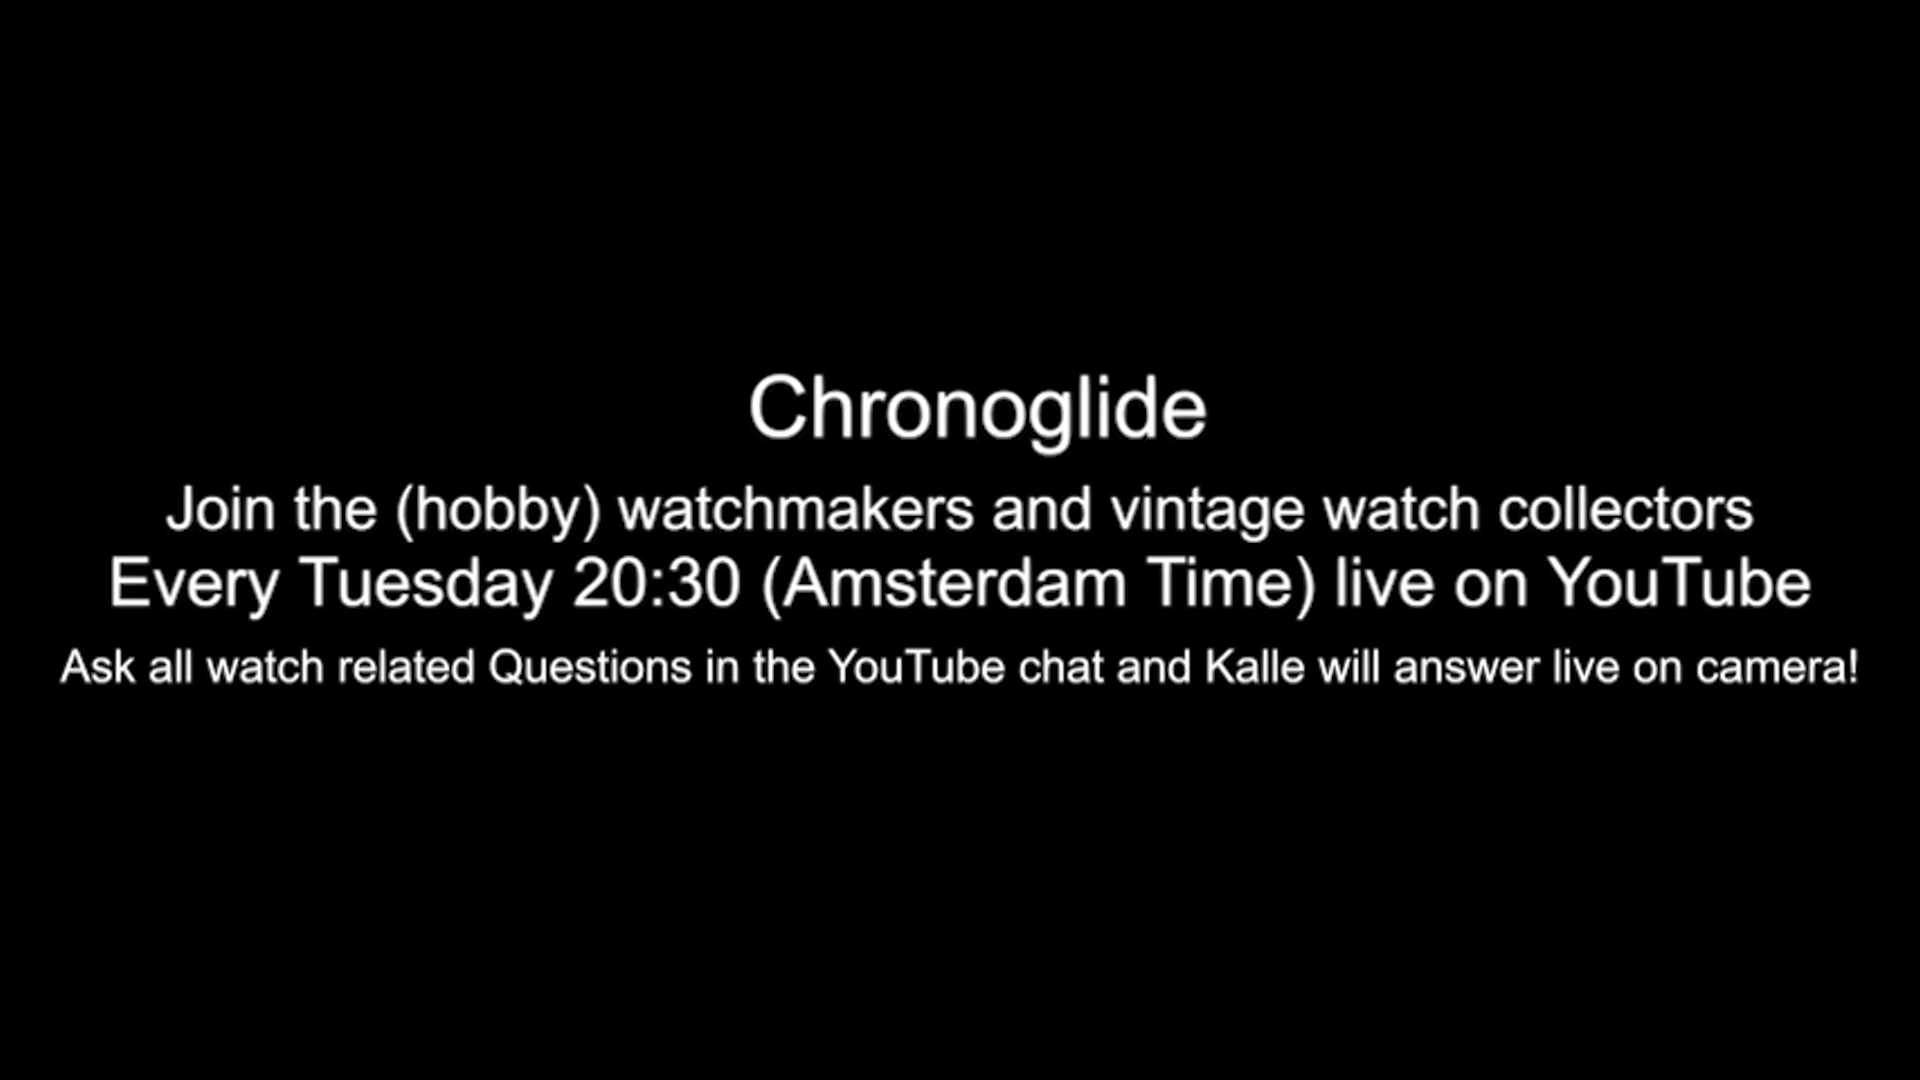 Chronoglide
Join the (hobby) watchmakers and vintage watch collectors
Every Tuesday 20:30 (Amsterdam Time) live on YouTube
Ask all watch related Questions in the YouTube chat and Kalle will answer live on camera!